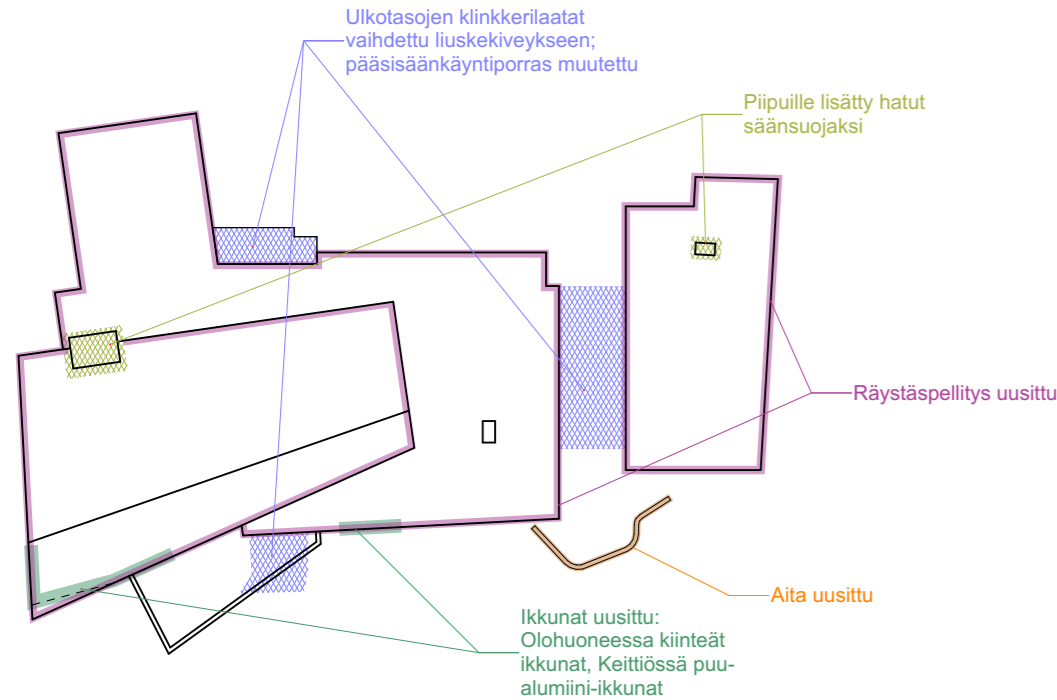 Ulkotasojen klinkkerilaatat
vaihdettu liuskekiveykseen;
pääsisäänkäyntiporras muutettu
Piipuille lisätty hatut
säänsuojaksi
Räystäspellitys uusittu
Aita uusittu
Ikkunat uusittu:
Olohuoneessa kiinteät
ikkunat, Keittiössä puu-
alumiini-ikkunat